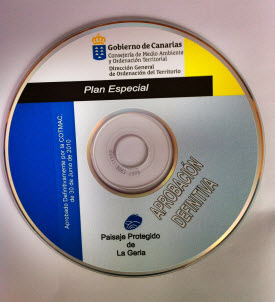 Gobierno de Canarias
Consejería de Medio Ambiente
y Ordenación Territorial
Dirección General
de Ordenación del Territorio
Plan Especial
Aprobado Definitivamente por la COTMAC
de 30 de Junio de 2010
APROBACIÓN
DEFINITIVA
Paisaje Protegido
de
La Geria